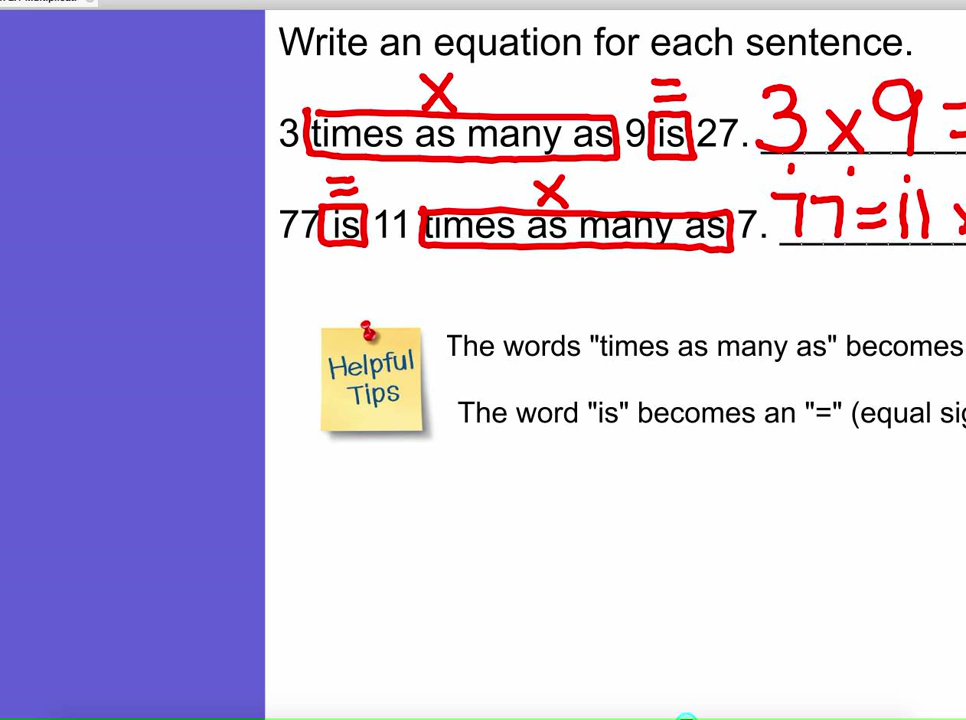 Write an equation for each sentence.
x =
3 times as many as 9 is 27. 3 x 9 =
= x
77 is 11 times as many as 7. 77 = 11 x
Helpful
Tips
The words "times as many as" becomes
The word "is" becomes an "=" (equal sig